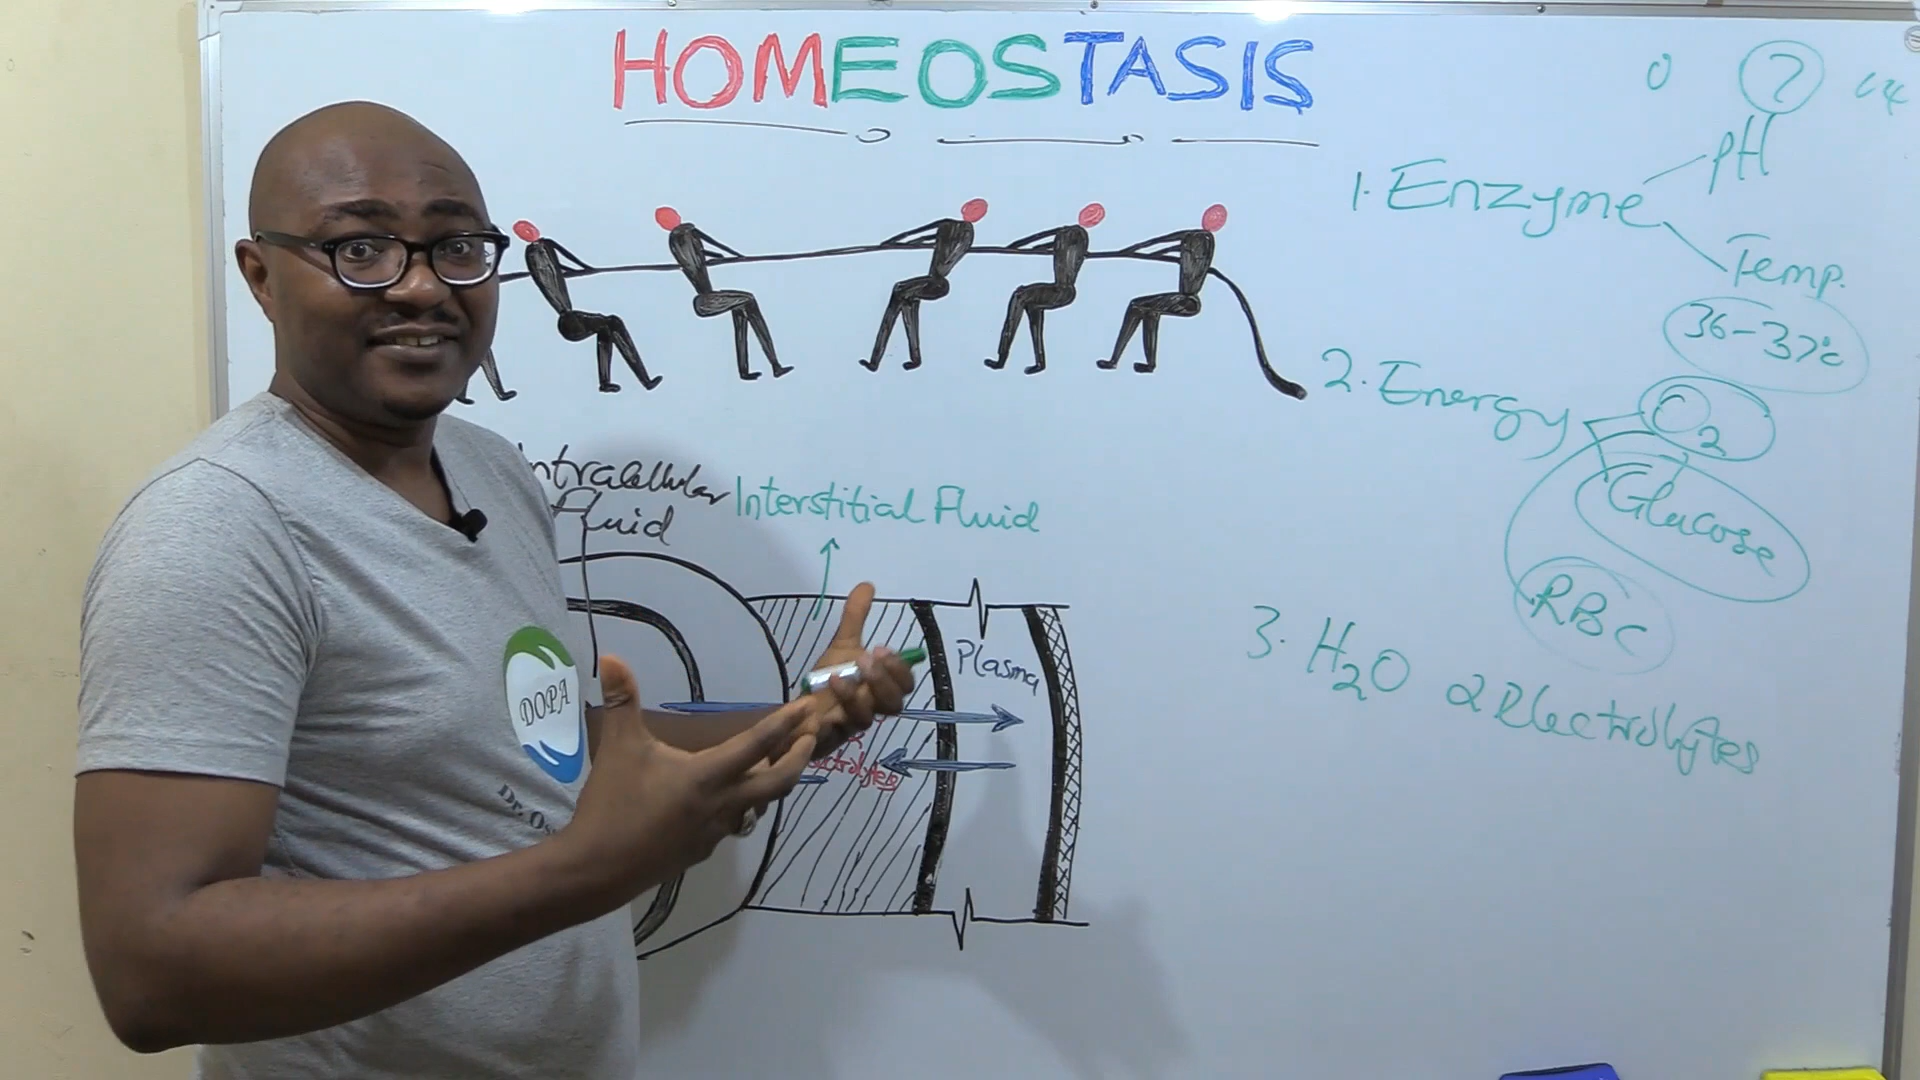 HOMEOSTASIS
0 7 14
pH
1. Enzyme
Temp.
36-37°c
2. Energy
O2
Glucose
RBC
3. H2O & Electrolytes
Intracellular
Fluid
Interstitial Fluid
Plasma
DOPA